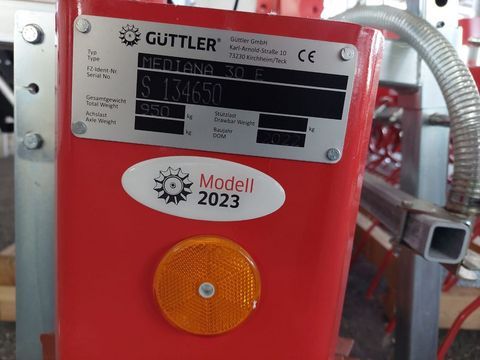 GÜTTLER®
Güttler GmbH
Karl-Arnold-Straße 10
73230 Kirchheim/Teck
CE
Typ
Type
MEDIANA 30 F
FZ-Ident-Nr
Serial No.
S 134650
Gesamtgewicht
Total Weight
950 kg
Stützlast
Drawbar Weight
kg
Achslast
Axle Weight
kg
Baujahr
DOM
2022
Modell
2023